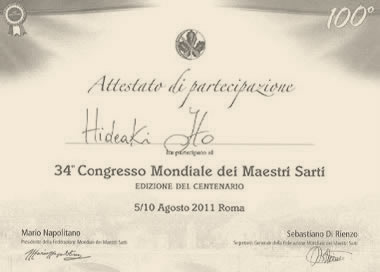 100°
Attestato di partecipazione
Hideaki Ito
Ha partecipato al
34° Congresso Mondiale dei Maestri Sarti
EDIZIONE DEL CENTENARIO
5/10 Agosto 2011 Roma
Mario Napolitano
Presidente della Federazione Mondiale dei Maestri Sarti
Sebastiano Di Rienzo
Segretario Generale della Federazione Mondiale dei Maestri Sarti